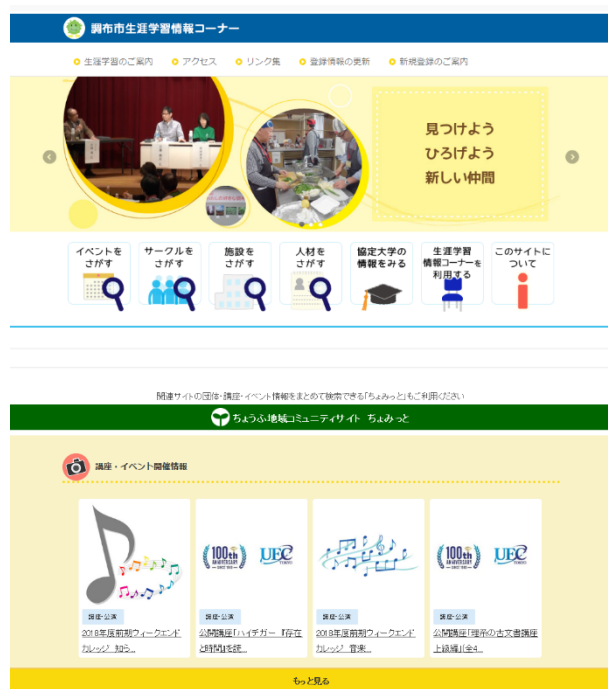 調布市生涯学習情報コーナー
生涯学習のご案内 アクセス リンク集 登録情報の更新 新規登録のご案内
見つけよう
ひろげよう
新しい仲間
イベントを
さがす
サークルを
さがす
施設を
さがす
人材を
さがす
協定大学の
情報をみる
生涯学習
情報コーナーを
利用する
このサイトに
ついて
関連サイトの団体・講座・イベント情報をまとめて検索できる「ちょみっと」もご利用ください
ちょうふ地域コミュニティサイト ちょみっと
講座・イベント開催情報
100th
ANNIVERSARY
UEC
TOKYO
100th
ANNIVERSARY
UEC
TOKYO
講座・公演
2018年度前期ウィークエンド
カレッジ 知ら...
講座・公演
公開講座「ハイデガー 『存在
と時間』を読...
講座・公演
2018年度前期ウィークエンド
カレッジ 音楽...
講座・公演
公開講座「理系の古文書講座
上級編」(全4...
もっと見る